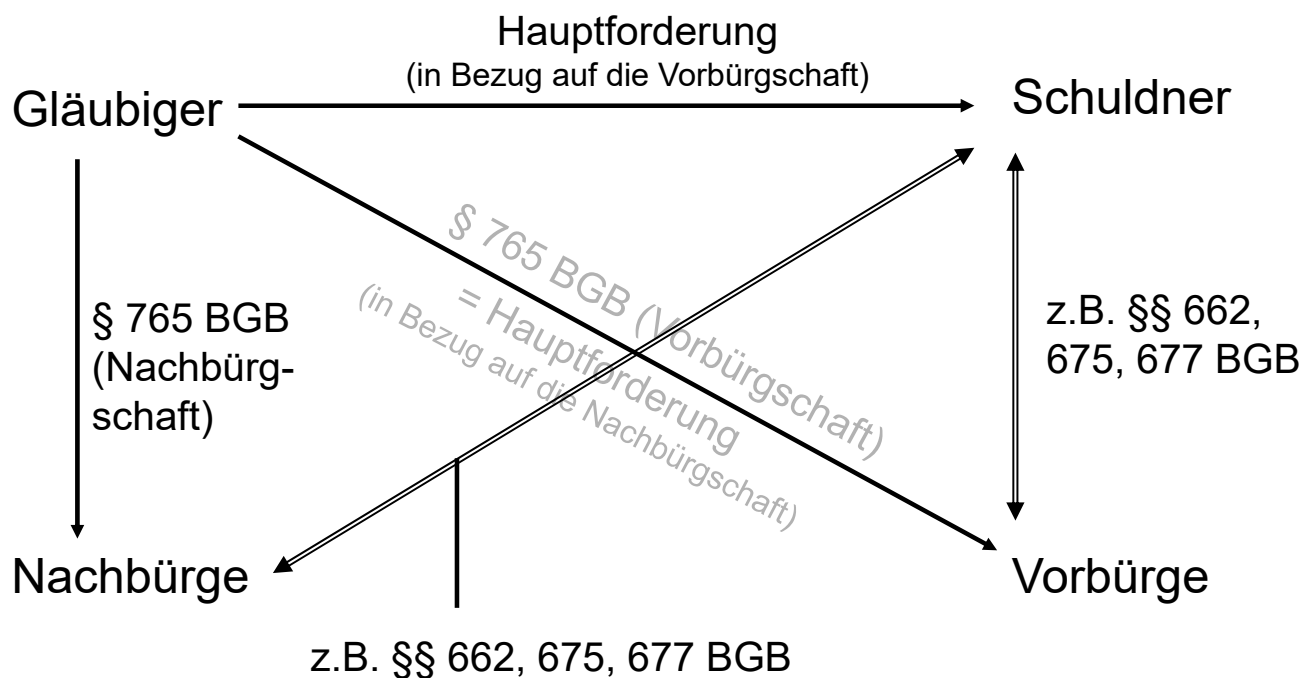 Hauptforderung
(in Bezug auf die Vorbürgschaft)
Gläubiger
Schuldner
§ 765 BGB (Vorbürgschaft)
= Hauptforderung
(in Bezug auf die Nachbürgschaft)
§ 765 BGB
(Nachbürg-
schaft)
z.B. §§ 662,
675, 677 BGB
Nachbürge
Vorbürge
z.B. §§ 662, 675, 677 BGB